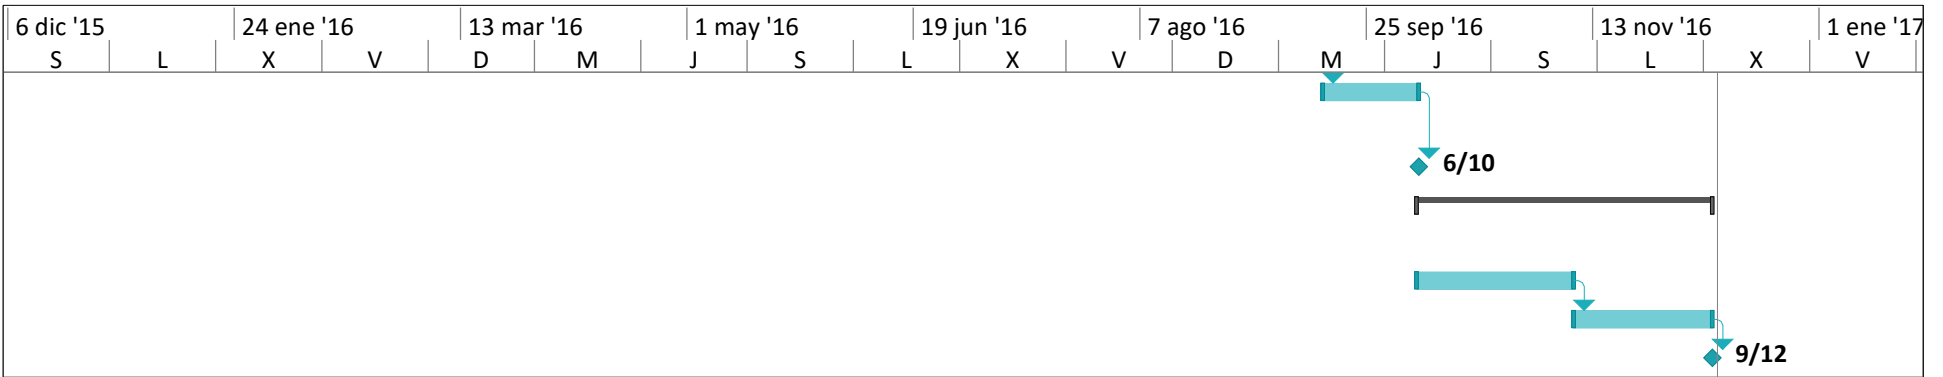 6 dic '15 24 ene '16 13 mar '16 1 may '16 19 jun '16 7 ago '16 25 sep '16 13 nov '16 1 ene '17
S L X V D M J S L X V D M J S L X V
6/10
9/12